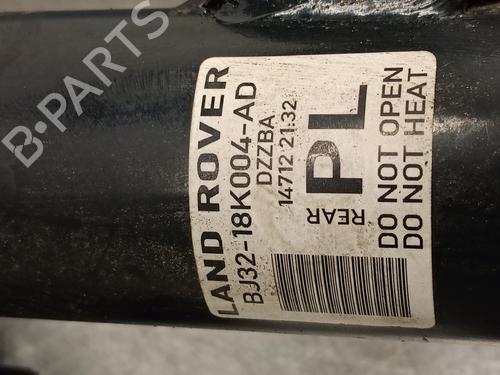 B-PARTS
LAND ROVER
BJ32-18K004-AD
DZZBA
14712 21:32
PL
REAR
DO NOT OPEN
DO NOT HEAT